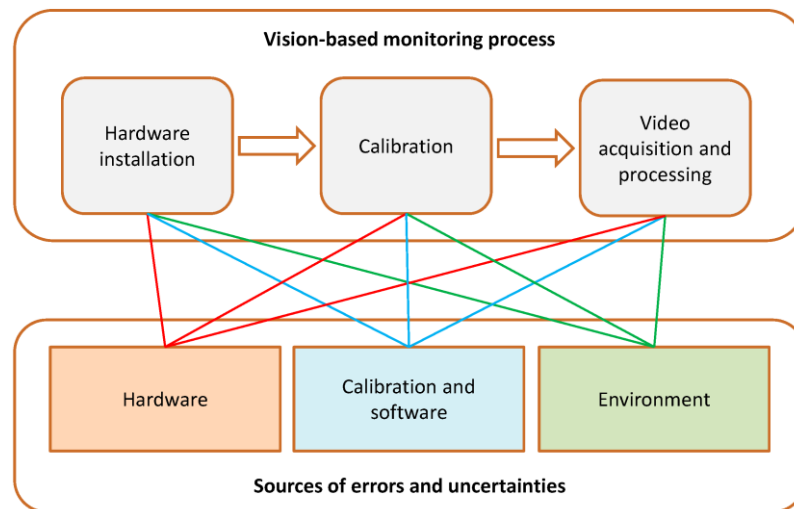 Vision-based monitoring process
Hardware
installation
Calibration
Video
acquisition and
processing
Hardware
Calibration and
software
Environment
Sources of errors and uncertainties